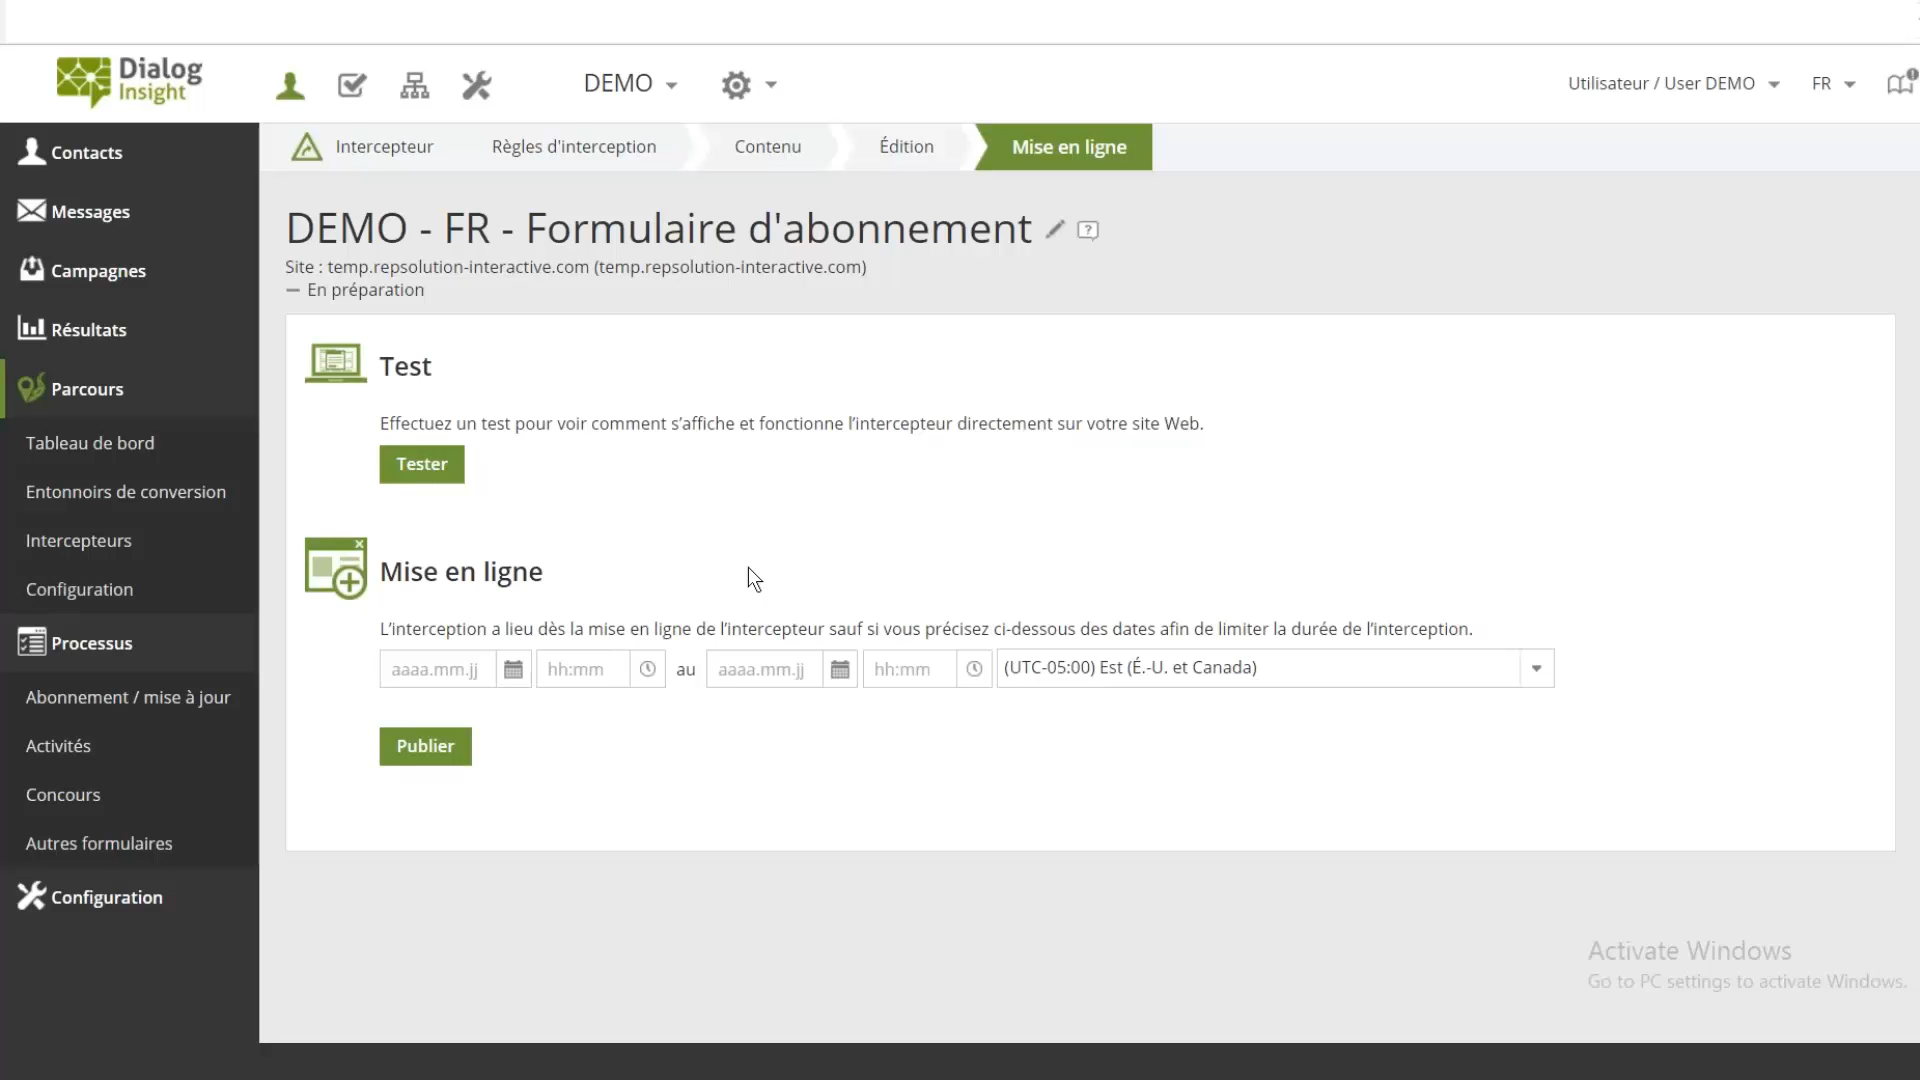 Dialog
Insight
DEMO
Utilisateur / User DEMO
FR
Contacts
Messages
Campagnes
Résultats
Parcours
Tableau de bord
Entonnoirs de conversion
Intercepteurs
Configuration
Processus
Abonnement / mise à jour
Activités
Concours
Autres formulaires
Configuration
Intercepteur
Règles d'interception
Contenu
Édition
Mise en ligne
DEMO - FR - Formulaire d'abonnement
Site : temp.repsolution-interactive.com (temp.repsolution-interactive.com)
En préparation
Test
Effectuez un test pour voir comment s’affiche et fonctionne l’intercepteur directement sur votre site Web.
Tester
Mise en ligne
L’interception a lieu dès la mise en ligne de l’intercepteur sauf si vous précisez ci-dessous des dates afin de limiter la durée de l’interception.
aaaa.mm.jj hh:mm au aaaa.mm.jj hh:mm (UTC-05:00) Est (É.-U. et Canada)
Publier
Activate Windows
Go to PC settings to activate Windows.